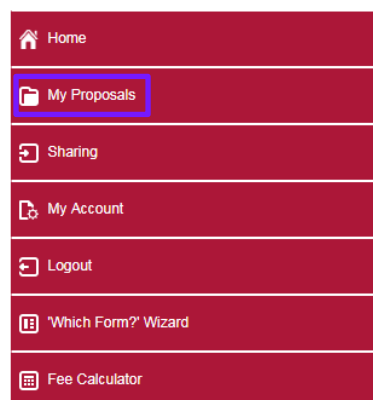 Home
My Proposals
Sharing
My Account
Logout
'Which Form?' Wizard
Fee Calculator